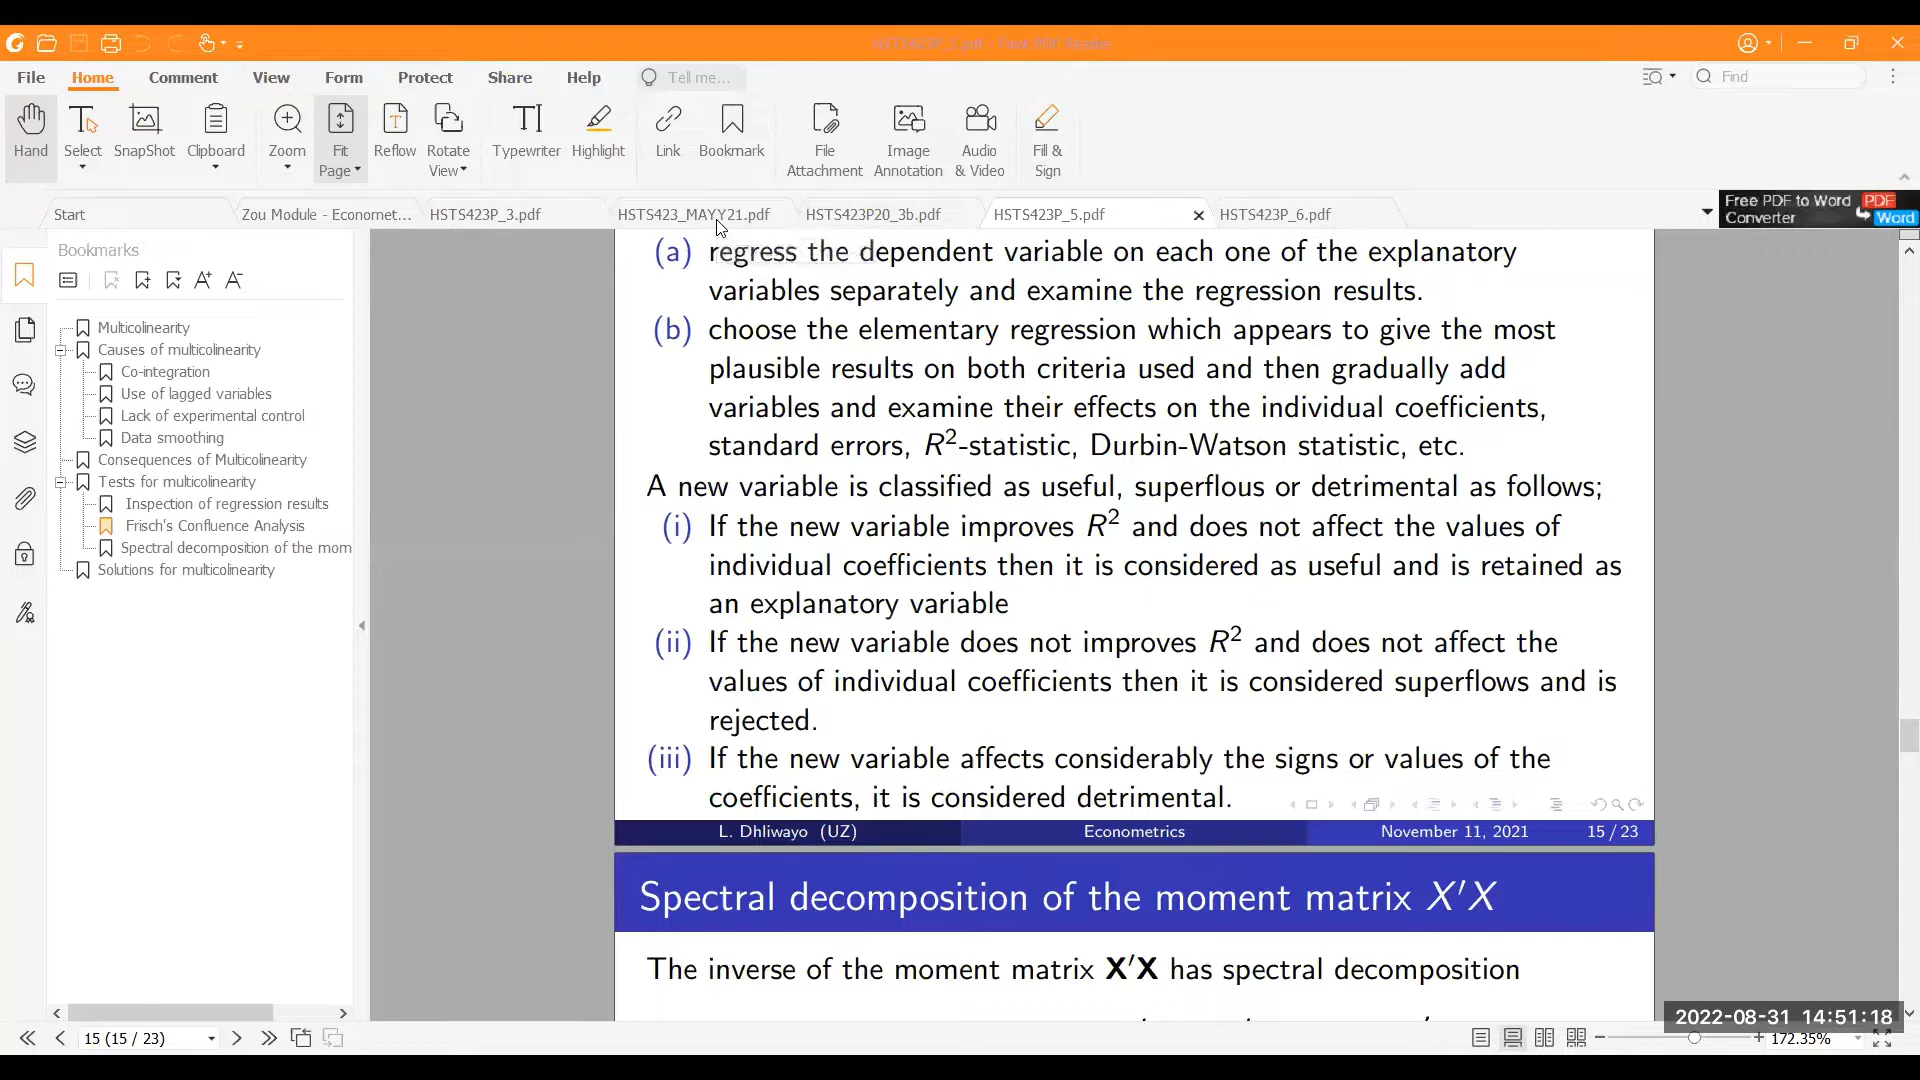 HSTS423P_5.pdf - Foxit PDF Reader
File Home Comment View Form Protect Share Help Tell me... Find
Hand Select SnapShot Clipboard Zoom Fit Page Reflow Rotate View Typewriter Highlight Link Bookmark File Attachment Image Annotation Audio & Video Fill & Sign
Start Zou Module - Economet... HSTS423P_3.pdf HSTS423_MAYY21.pdf HSTS423P20_3b.pdf HSTS423P_5.pdf HSTS423P_6.pdf
Free PDF to Word Converter PDF Word
Bookmarks
Multicolinearity
Causes of multicolinearity
Co-integration
Use of lagged variables
Lack of experimental control
Data smoothing
Consequences of Multicolinearity
Tests for multicolinearity
Inspection of regression results
Frisch's Confluence Analysis
Spectral decomposition of the mom
Solutions for multicolinearity
(a) regress the dependent variable on each one of the explanatory
variables separately and examine the regression results.
(b) choose the elementary regression which appears to give the most
plausible results on both criteria used and then gradually add
variables and examine their effects on the individual coefficients,
standard errors, R²-statistic, Durbin-Watson statistic, etc.
A new variable is classified as useful, superflous or detrimental as follows;
(i) If the new variable improves R² and does not affect the values of
individual coefficients then it is considered as useful and is retained as
an explanatory variable
(ii) If the new variable does not improves R² and does not affect the
values of individual coefficients then it is considered superflows and is
rejected.
(iii) If the new variable affects considerably the signs or values of the
coefficients, it is considered detrimental.
L. Dhliwayo (UZ) Econometrics November 11, 2021 15 / 23
Spectral decomposition of the moment matrix X′X
The inverse of the moment matrix X′X has spectral decomposition
2022-08-31 14:51:18
15 (15 / 23) 172.35%